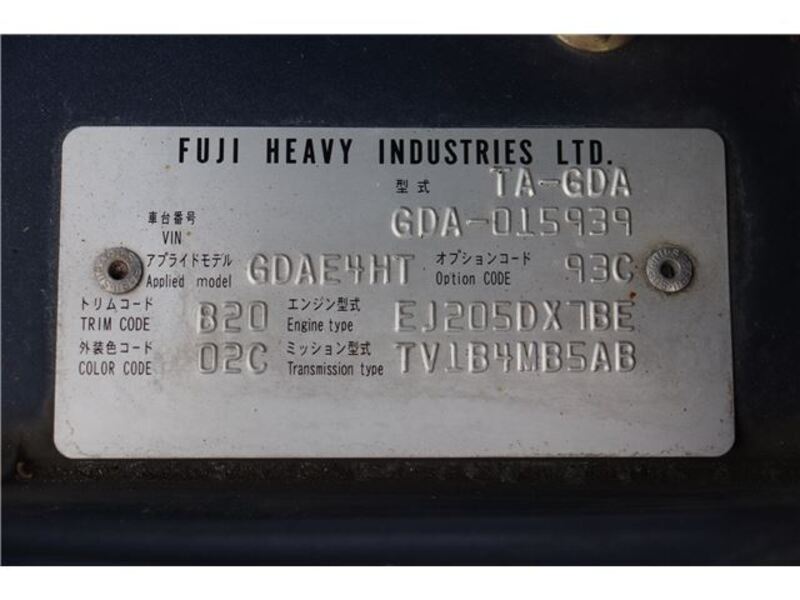 FUJI HEAVY INDUSTRIES LTD.
型式 TA-GDA
車台番号 VIN GDA-015939
アプライドモデル Applied model GDAE4HT オプションコード Option CODE 93C
トリムコード TRIM CODE B20 エンジン型式 Engine type EJ205DX7BE
外装色コード COLOR CODE 02C ミッション型式 Transmission type TV1B4MB5AB